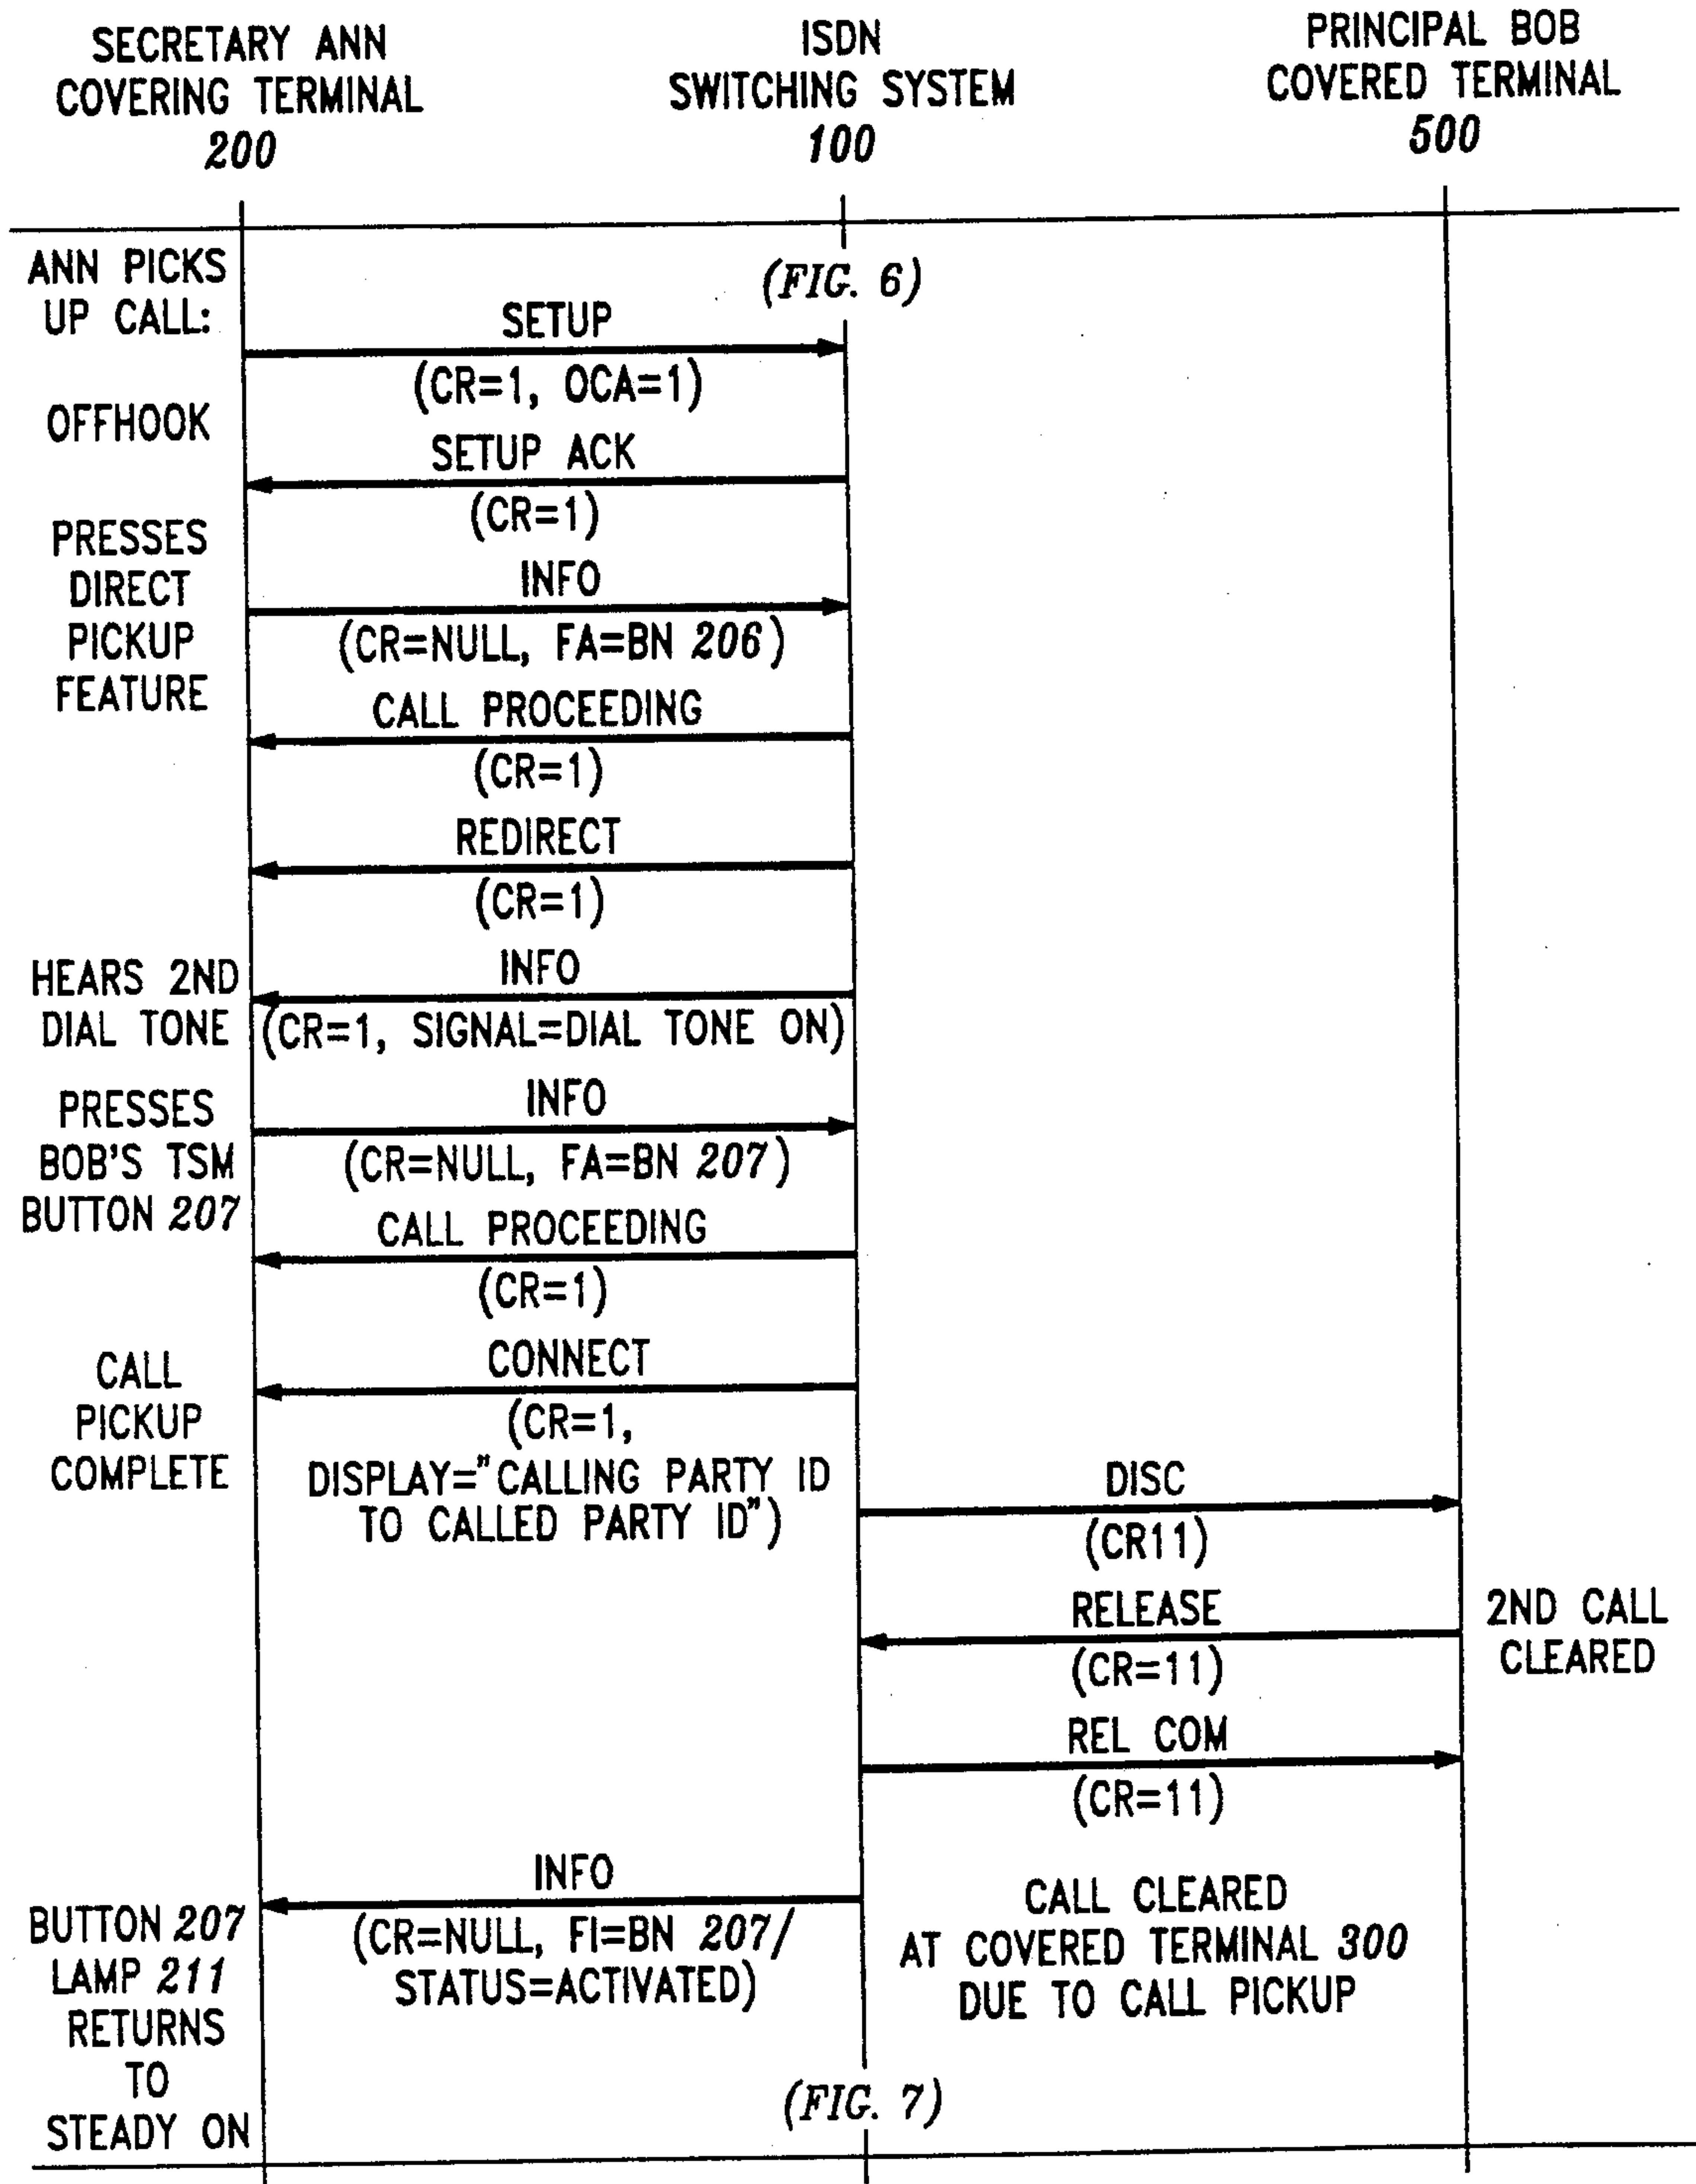 SECRETARY ANN
COVERING TERMINAL
200
ISDN
SWITCHING SYSTEM
100
PRINCIPAL BOB
COVERED TERMINAL
500
ANN PICKS
UP CALL:
(FIG. 6)
SETUP
(CR=1, OCA=1)
OFFHOOK
SETUP ACK
(CR=1)
PRESSES
DIRECT
PICKUP
FEATURE
INFO
(CR=NULL, FA=BN 206)
CALL PROCEEDING
(CR=1)
REDIRECT
(CR=1)
HEARS 2ND
DIAL TONE
INFO
(CR=1, SIGNAL=DIAL TONE ON)
PRESSES
BOB'S TSM
BUTTON 207
INFO
(CR=NULL, FA=BN 207)
CALL PROCEEDING
(CR=1)
CALL
PICKUP
COMPLETE
CONNECT
(CR=1,
DISPLAY="CALLING PARTY ID
TO CALLED PARTY ID")
DISC
(CR11)
RELEASE
(CR=11)
2ND CALL
CLEARED
REL COM
(CR=11)
INFO
(CR=NULL, FI=BN 207/
STATUS=ACTIVATED)
BUTTON 207
LAMP 211
RETURNS
TO
STEADY ON
CALL CLEARED
AT COVERED TERMINAL 300
DUE TO CALL PICKUP
(FIG. 7)